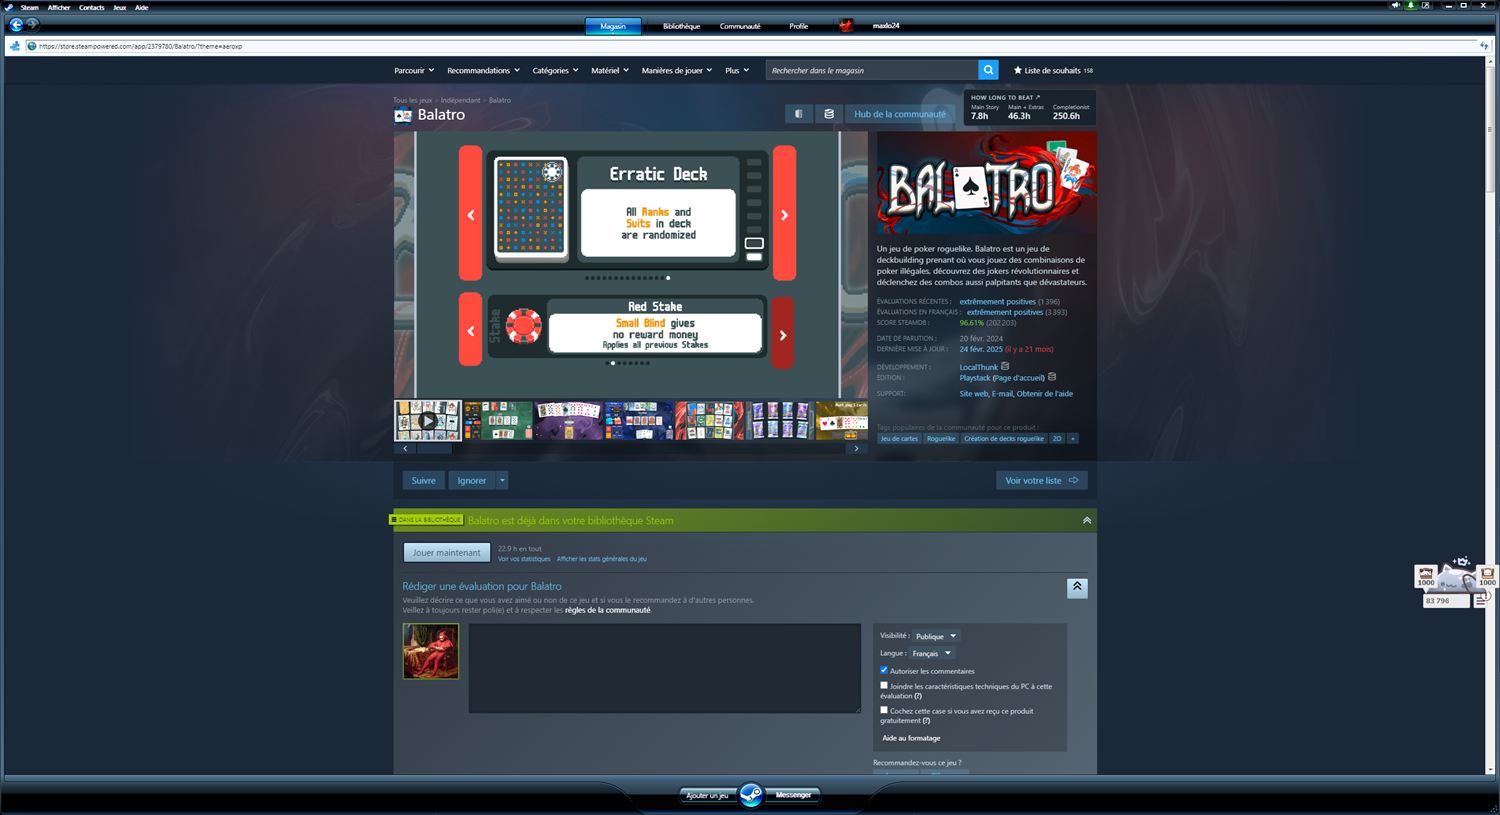 Steam Afficher Contacts Jeux Aide
Magasin Bibliothèque Communauté Profile maxlo24
https://store.steampowered.com/app/2379780/Balatro/?theme=aeroxp
Parcourir Recommandations Catégories Matériel Manières de jouer Plus Rechercher dans le magasin Liste de souhaits 158
Tous les jeux > Indépendant > Balatro
Balatro
Hub de la communauté
HOW LONG TO BEAT ↗
Main Story Main + Extras Completionist
7.8h 46.3h 250.6h
Erratic Deck
All Ranks and
Suits in deck
are randomized
Stake
Red Stake
Small Blind gives
no reward money
Applies all previous Stakes
BALATRO
Un jeu de poker roguelike. Balatro est un jeu de
deckbuilding prenant où vous jouez des combinaisons de
poker illégales, découvrez des jokers révolutionnaires et
déclenchez des combos aussi palpitants que dévastateurs.
ÉVALUATIONS RÉCENTES : extrêmement positives (1 396)
ÉVALUATIONS EN FRANÇAIS : extrêmement positives (3 393)
SCORE STEAMDB : 96.61% (202 203)
DATE DE PARUTION : 20 févr. 2024
DERNIÈRE MISE À JOUR : 24 févr. 2025 (il y a 21 mois)
DÉVELOPPEMENT : LocalThunk
ÉDITION : Playstack (Page d'accueil)
SUPPORT: Site web, E-mail, Obtenir de l'aide
Tags populaires de la communauté pour ce produit :
Jeu de cartes Roguelike Création de decks roguelike 2D +
Suivre Ignorer Voir votre liste
DANS LA BIBLIOTHÈQUE Balatro est déjà dans votre bibliothèque Steam
Jouer maintenant
22.9 h en tout
Voir vos statistiques Afficher les stats générales du jeu
Rédiger une évaluation pour Balatro
Veuillez décrire ce que vous avez aimé ou non de ce jeu et si vous le recommandez à d'autres personnes.
Veillez à toujours rester poli(e) et à respecter les règles de la communauté.
Visibilité : Publique
Langue : Français
Autoriser les commentaires
Joindre les caractéristiques techniques du PC à cette
évaluation (?)
Cochez cette case si vous avez reçu ce produit
gratuitement (?)
Aide au formatage
Recommandez-vous ce jeu ?
1000
1000
83 796
Ajouter un jeu Messenger